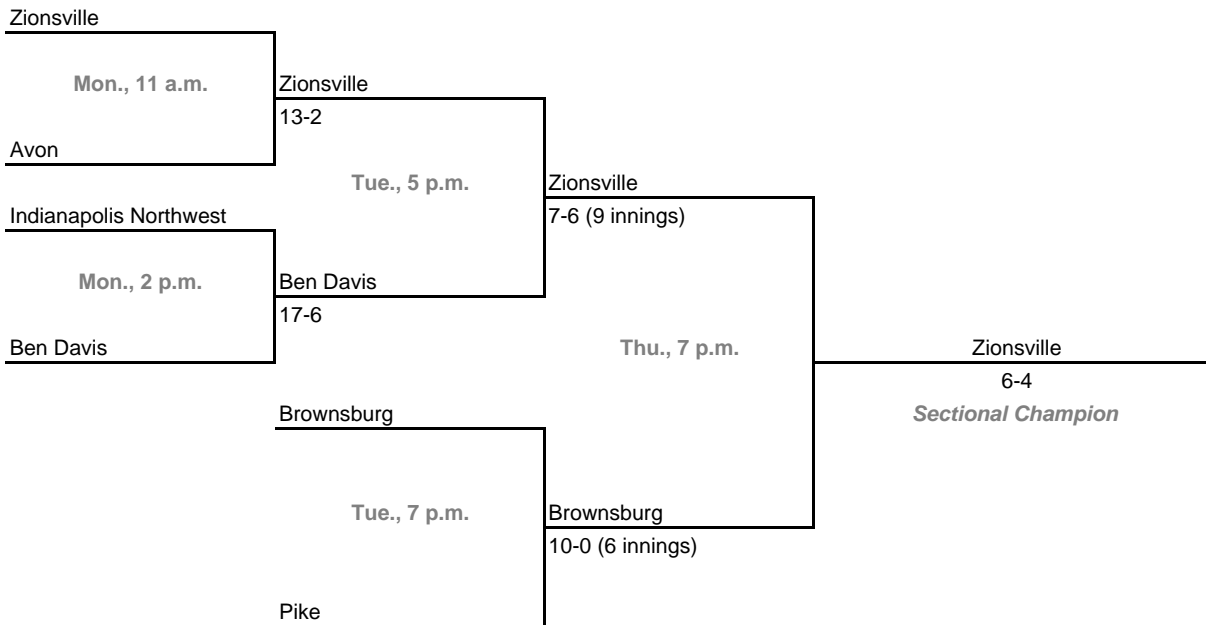 Zionsville
Mon., 11 a.m.
Zionsville
13-2
Avon
Tue., 5 p.m.
Zionsville
7-6 (9 innings)
Indianapolis Northwest
Mon., 2 p.m.
Ben Davis
17-6
Ben Davis
Thu., 7 p.m.
Zionsville
6-4
Sectional Champion
Brownsburg
Tue., 7 p.m.
Brownsburg
10-0 (6 innings)
Pike